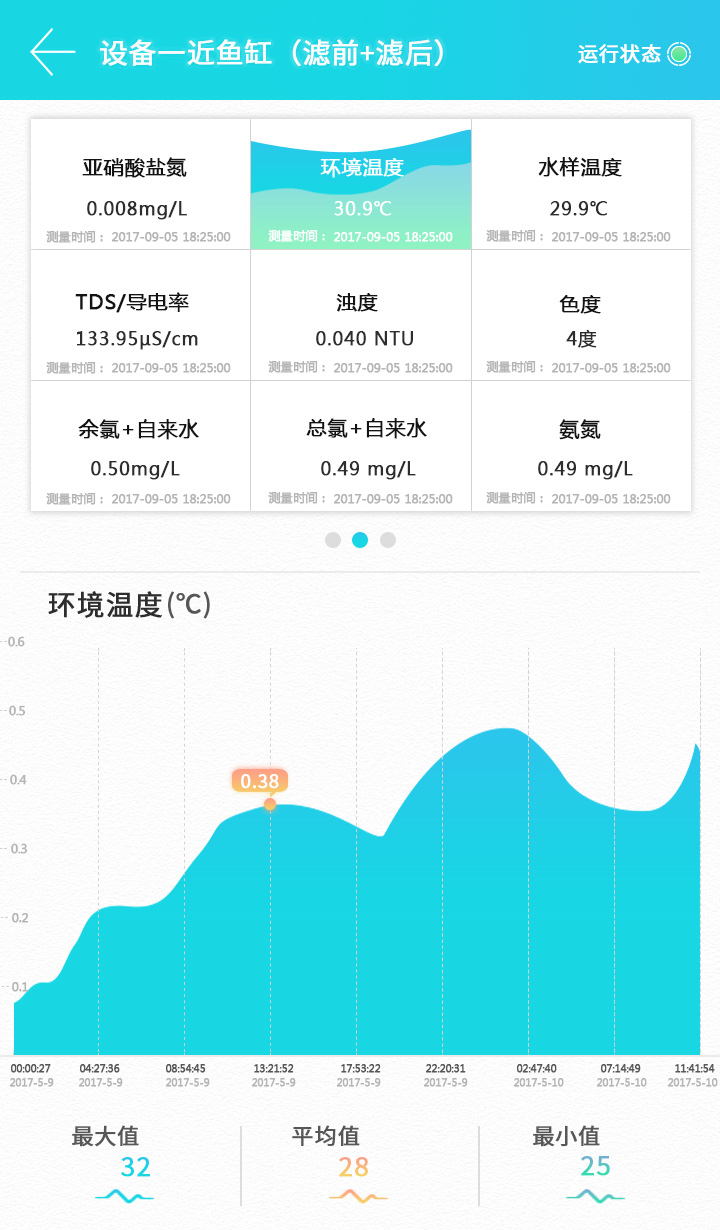 设备一近鱼缸（滤前+滤后）
运行状态
亚硝酸盐氮
0.008mg/L
测量时间： 2017-09-05 18:25:00
环境温度
30.9℃
测量时间： 2017-09-05 18:25:00
水样温度
29.9℃
测量时间： 2017-09-05 18:25:00
TDS/导电率
133.95μS/cm
测量时间： 2017-09-05 18:25:00
浊度
0.040 NTU
测量时间： 2017-09-05 18:25:00
色度
4度
测量时间： 2017-09-05 18:25:00
余氯+自来水
0.50mg/L
测量时间： 2017-09-05 18:25:00
总氯+自来水
0.49 mg/L
测量时间： 2017-09-05 18:25:00
氨氮
0.49 mg/L
测量时间： 2017-09-05 18:25:00
环境温度(℃)
0.6
0.5
0.4
0.3
0.2
0.1
0.38
00:00:27 04:27:36 08:54:45 13:21:52 17:53:22 22:20:31 02:47:40 07:14:49 11:41:54
2017-5-9 2017-5-9 2017-5-9 2017-5-9 2017-5-9 2017-5-9 2017-5-10 2017-5-10 2017-5-10
最大值 平均值 最小值
32 28 25